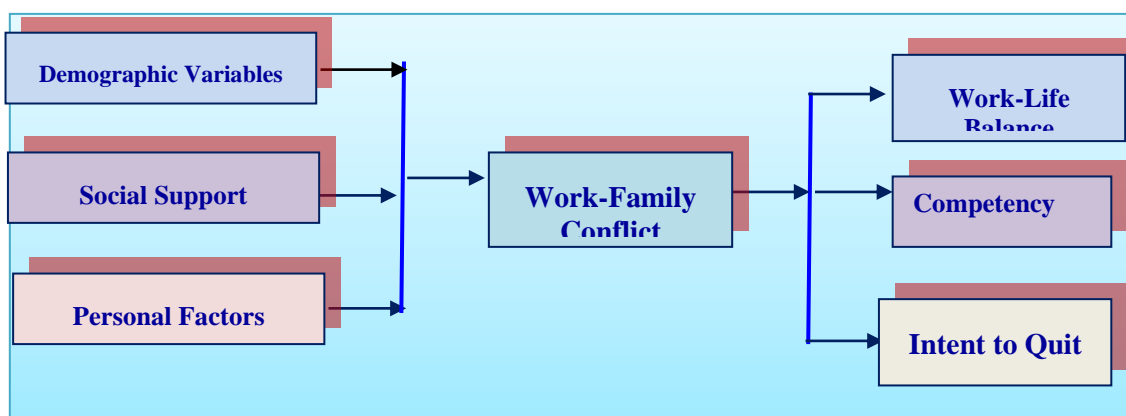 Demographic Variables
Social Support
Personal Factors
Work-Family
Conflict
Work-Life
Balance
Competency
Intent to Quit